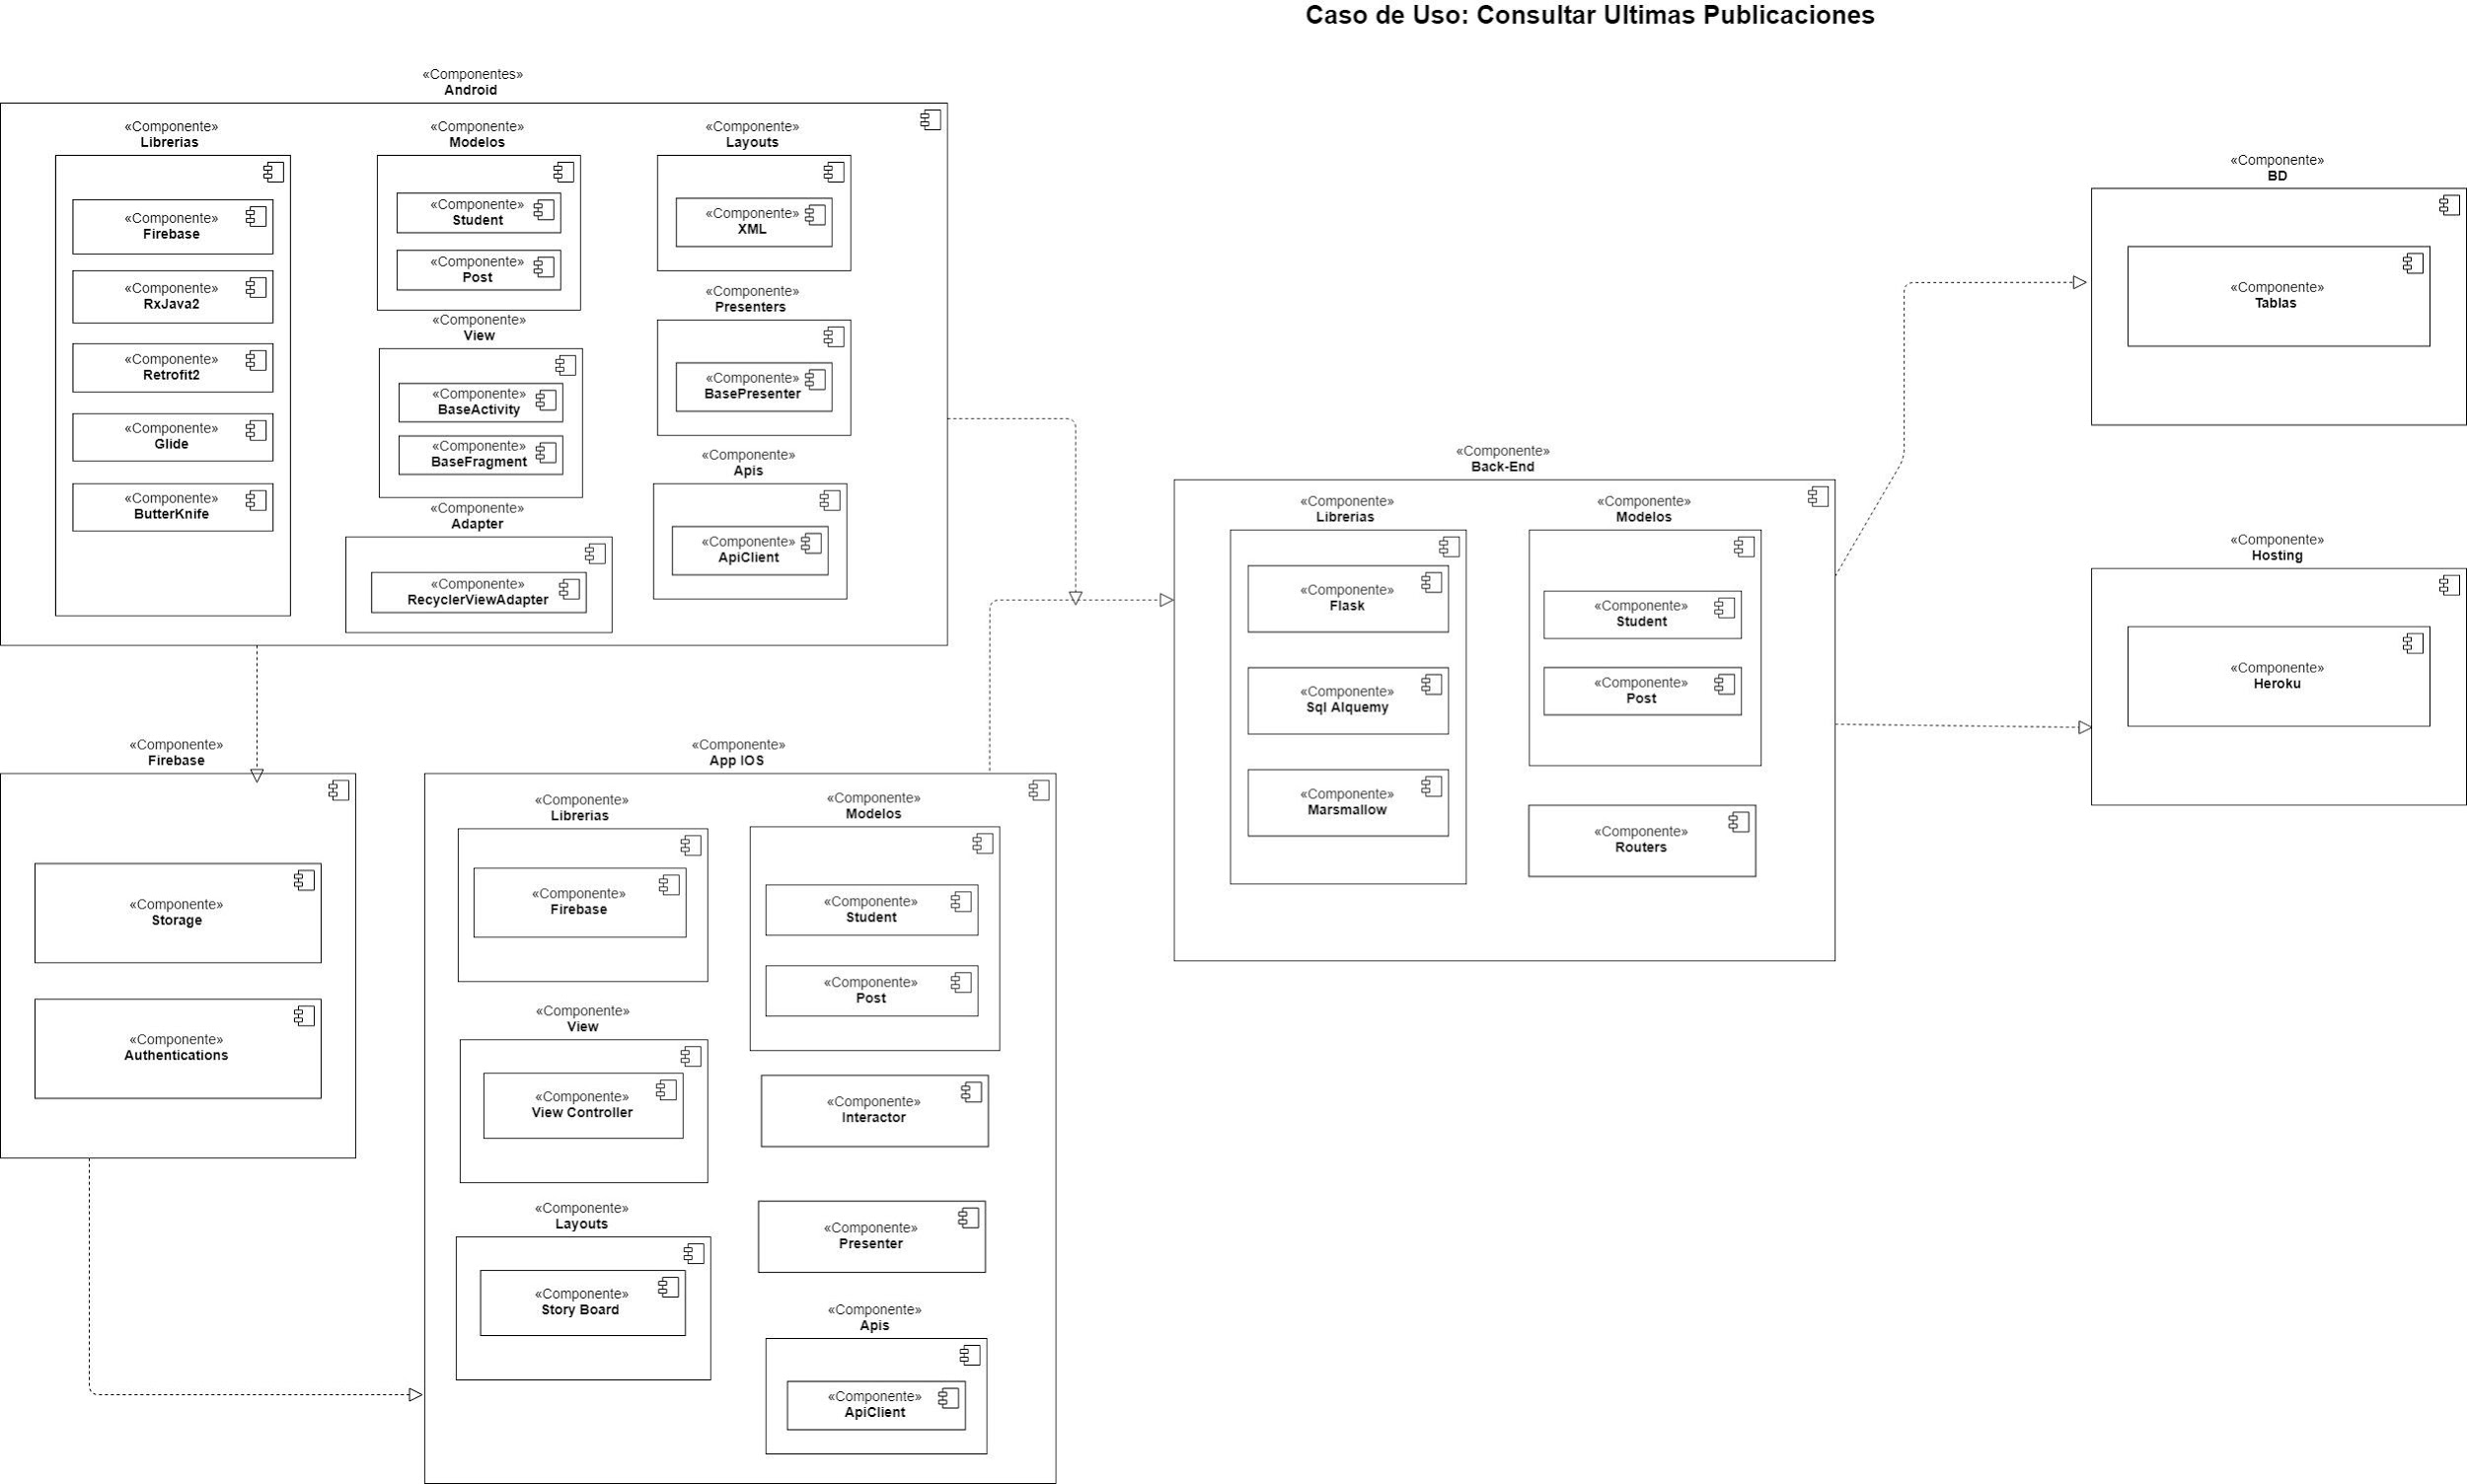 Caso de Uso: Consultar Ultimas Publicaciones
«Componentes»
Android
«Componente»
Librerias
«Componente»
Firebase
«Componente»
RxJava2
«Componente»
Retrofit2
«Componente»
Glide
«Componente»
ButterKnife
«Componente»
Modelos
«Componente»
Student
«Componente»
Post
«Componente»
View
«Componente»
BaseActivity
«Componente»
BaseFragment
«Componente»
Adapter
«Componente»
RecyclerViewAdapter
«Componente»
Layouts
«Componente»
XML
«Componente»
Presenters
«Componente»
BasePresenter
«Componente»
Apis
«Componente»
ApiClient
«Componente»
Firebase
«Componente»
Storage
«Componente»
Authentications
«Componente»
App IOS
«Componente»
Librerias
«Componente»
Firebase
«Componente»
View
«Componente»
View Controller
«Componente»
Layouts
«Componente»
Story Board
«Componente»
Modelos
«Componente»
Student
«Componente»
Post
«Componente»
Interactor
«Componente»
Presenter
«Componente»
Apis
«Componente»
ApiClient
«Componente»
Back-End
«Componente»
Librerias
«Componente»
Flask
«Componente»
Sql Alquemy
«Componente»
Marsmallow
«Componente»
Modelos
«Componente»
Student
«Componente»
Post
«Componente»
Routers
«Componente»
BD
«Componente»
Tablas
«Componente»
Hosting
«Componente»
Heroku